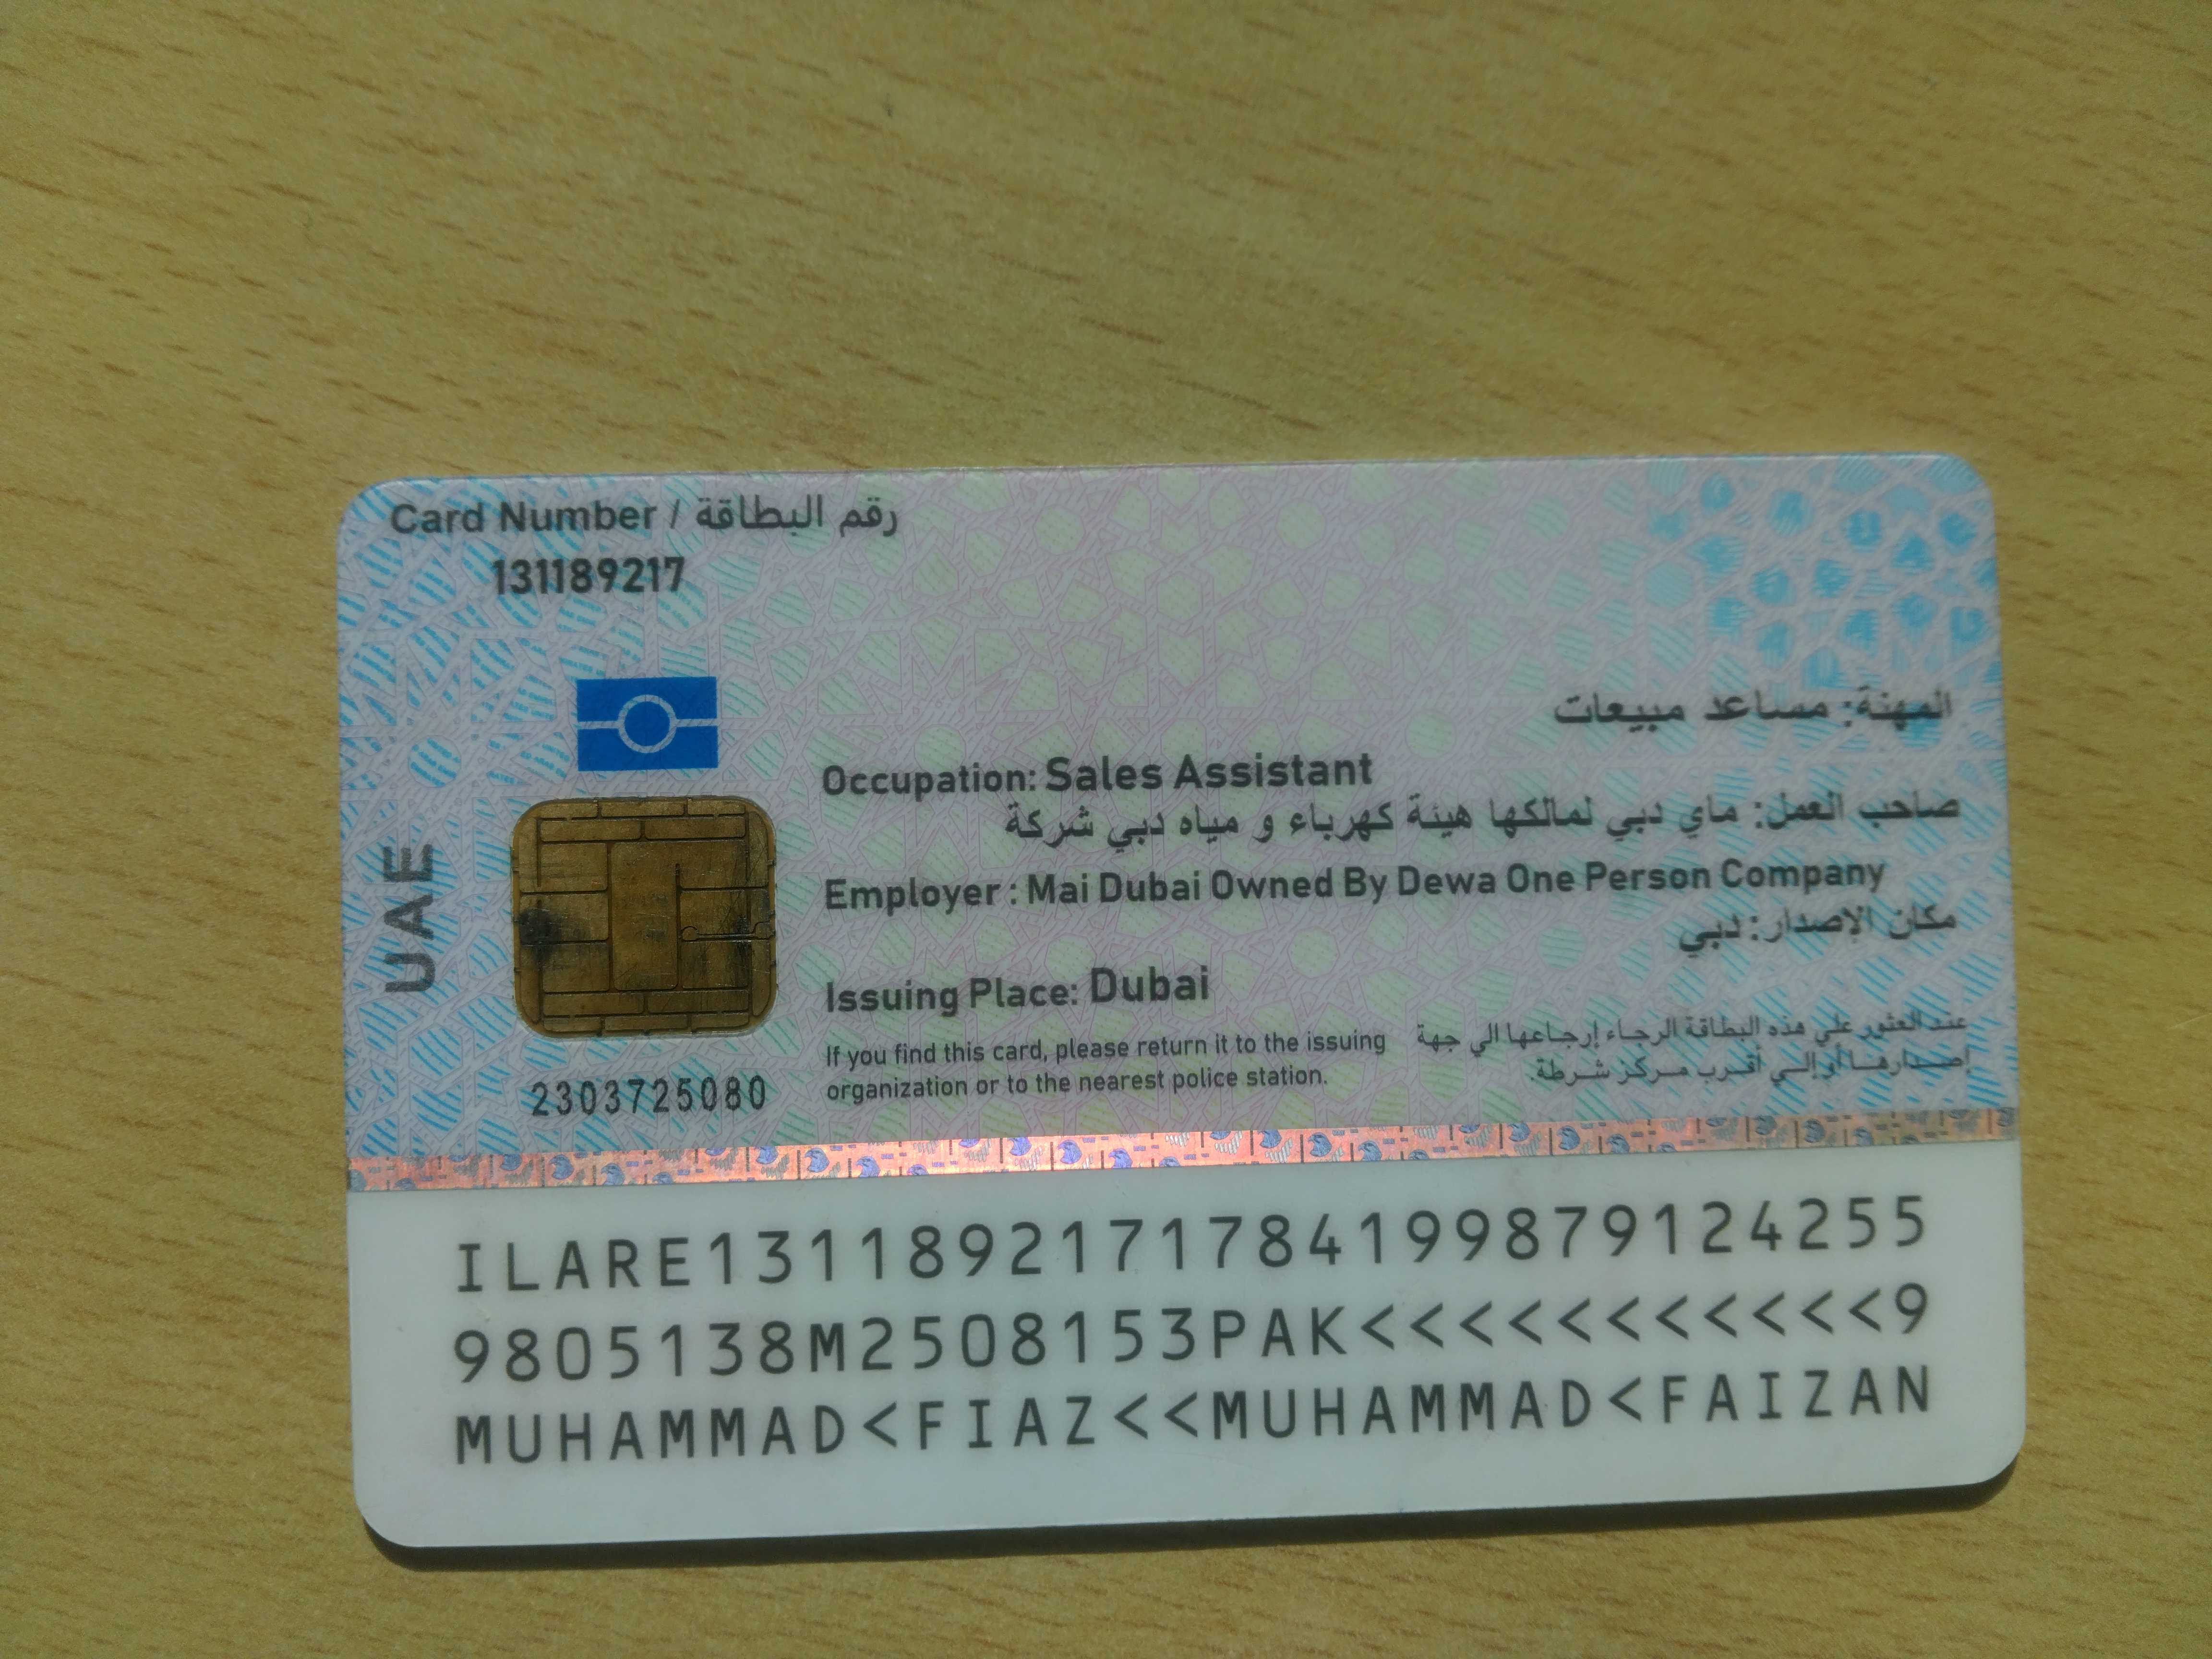 Card Number / رقم البطاقة
131189217
المهنة: مساعد مبيعات
Occupation: Sales Assistant
صاحب العمل: ماي دبي لمالكها هيئة كهرباء و مياه دبي شركة
Employer : Mai Dubai Owned By Dewa One Person Company
مكان الإصدار: دبي
Issuing Place: Dubai
If you find this card, please return it to the issuing
organization or to the nearest police station.
عند العثور علي هذه البطاقة الرجاء إرجاعها الي جهة
إصدارها أو إلي أقرب مركز شرطة.
UAE
2303725080
ILARE1311892171784199879124255
9805138M2508153PAK<<<<<<<<<<<9
MUHAMMAD<FIAZ<<MUHAMMAD<FAIZAN